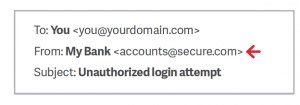 To: You <you@yourdomain.com>
From: My Bank <accounts@secure.com>
Subject: Unauthorized login attempt